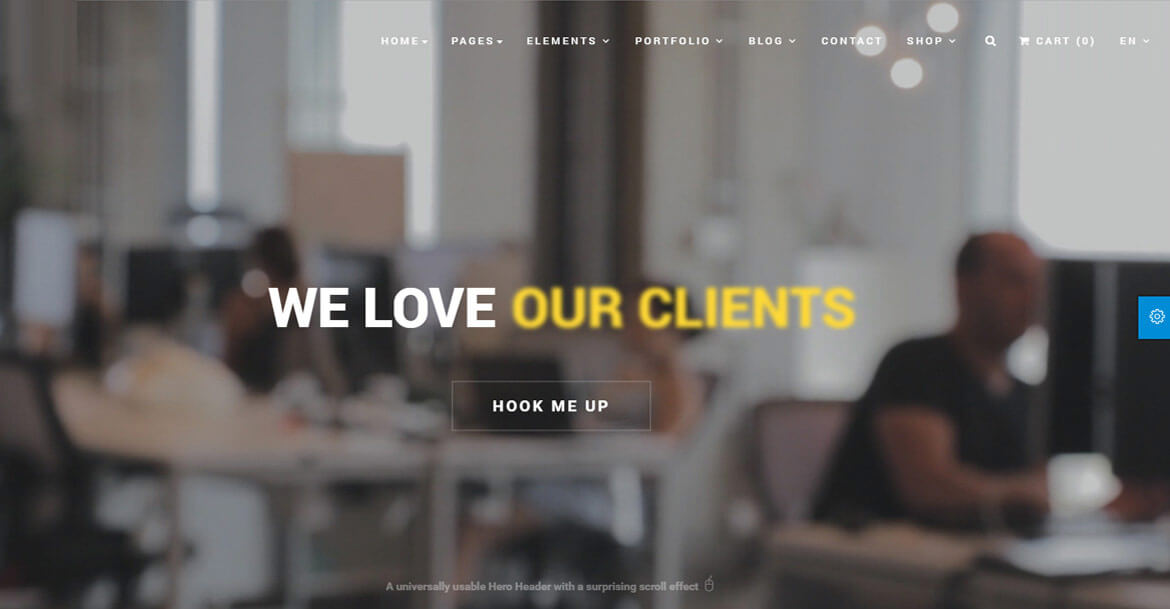 HOME PAGES ELEMENTS PORTFOLIO BLOG CONTACT SHOP CART (0) EN
WE LOVE OUR CLIENTS
HOOK ME UP
A universally usable Hero Header with a surprising scroll effect